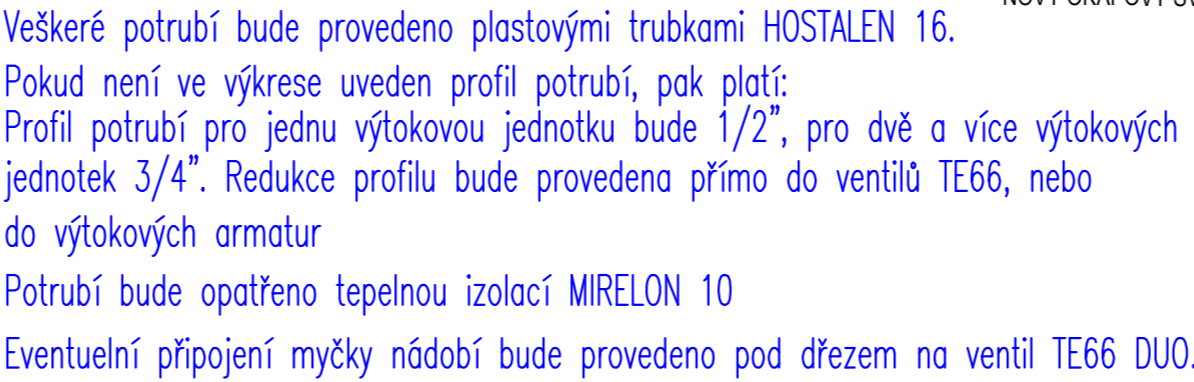 Veškeré potrubí bude provedeno plastovými trubkami HOSTALEN 16.
Pokud není ve výkrese uveden profil potrubí, pak platí:
Profil potrubí pro jednu výtokovou jednotku bude 1/2", pro dvě a více výtokových
jednotek 3/4". Redukce profilu bude provedena přímo do ventilů TE66, nebo
do výtokových armatur
Potrubí bude opatřeno tepelnou izolací MIRELON 10
Eventuelní připojení myčky nádobí bude provedeno pod dřezem na ventil TE66 DUO.